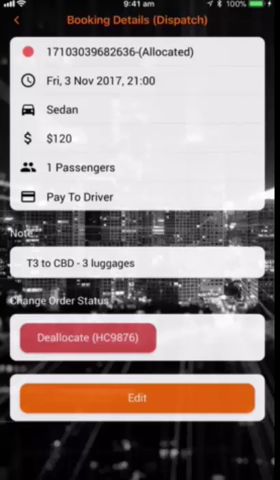 9:41 am 100%
Booking Details (Dispatch)
17103039682636-(Allocated)
Fri, 3 Nov 2017, 21:00
Sedan
$ $120
1 Passengers
Pay To Driver
Note
T3 to CBD - 3 luggages
Change Order Status
Deallocate (HC9876)
Edit